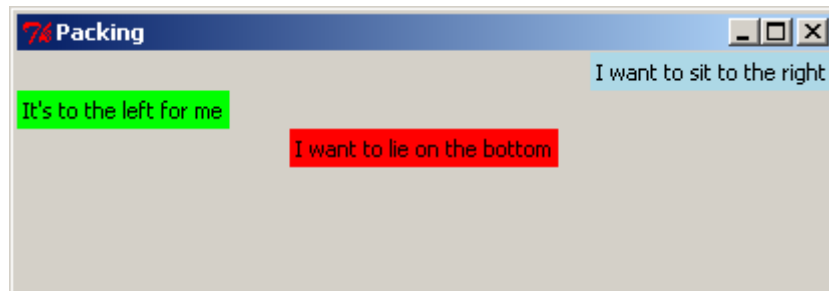 Packing
I want to sit to the right
It's to the left for me
I want to lie on the bottom